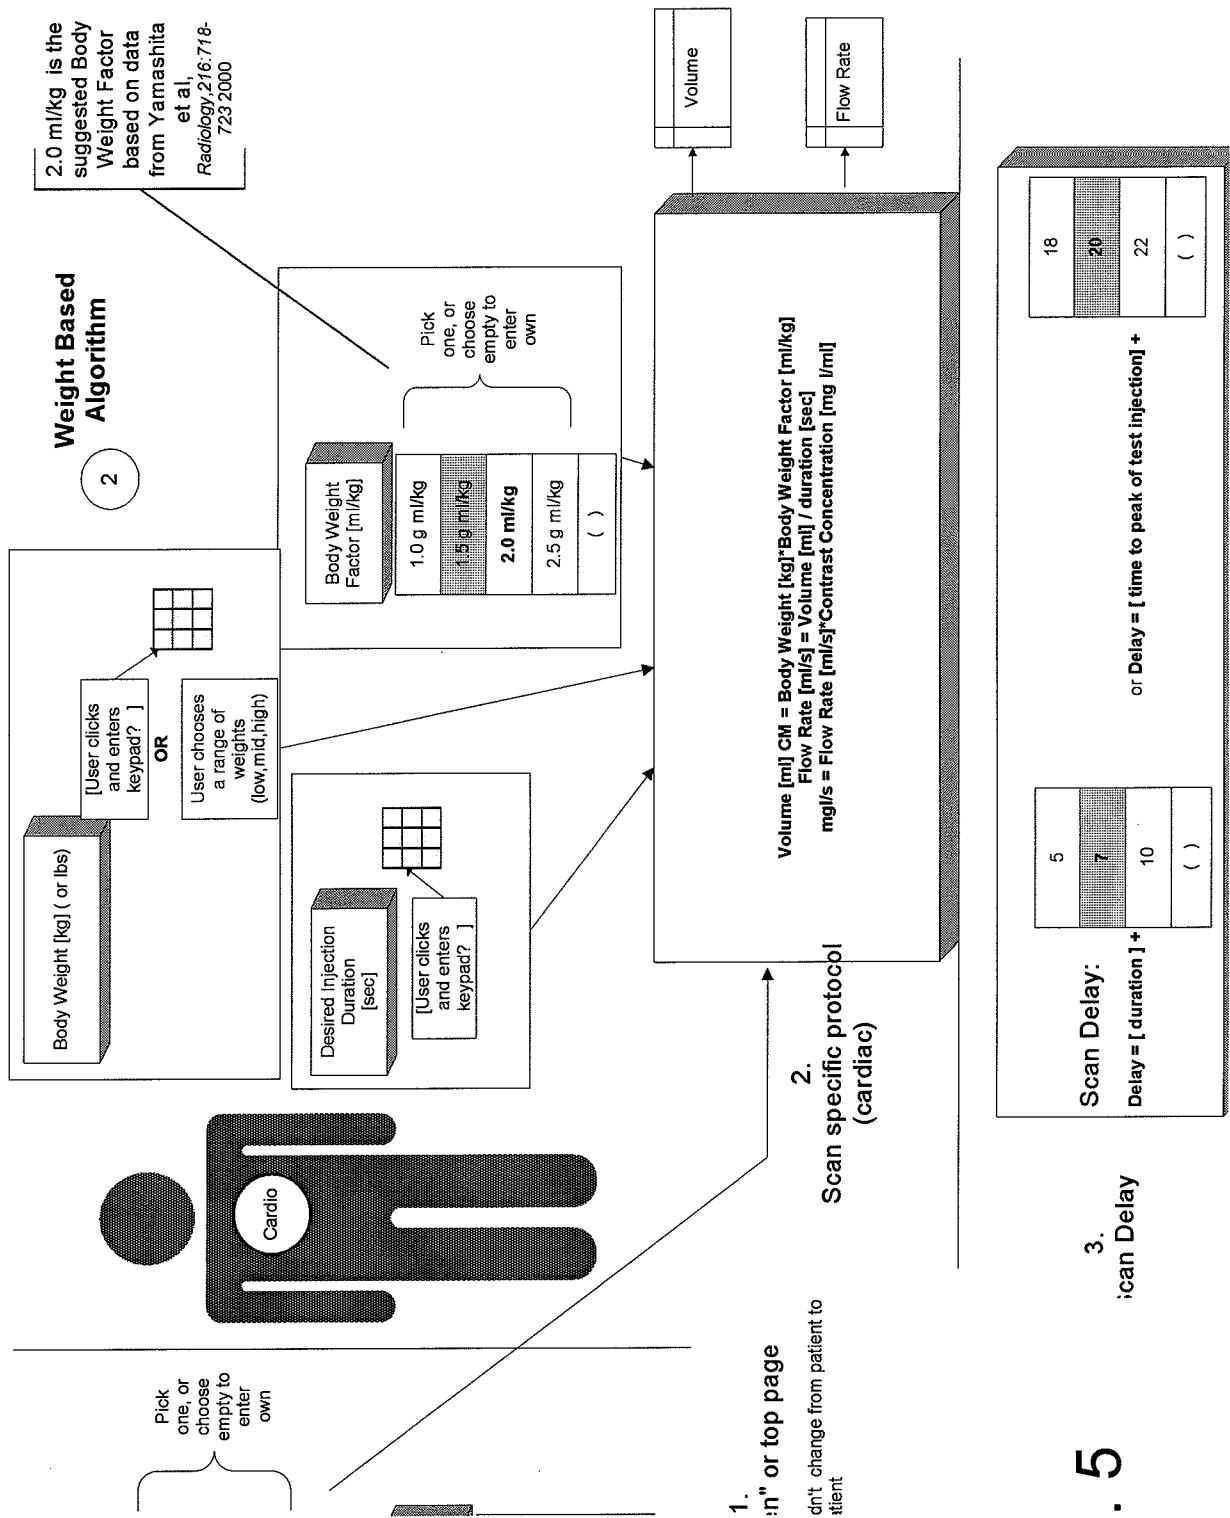 Weight Based
Algorithm
2
2.0 ml/kg is the
suggested Body
Weight Factor
based on data
from Yamashita
et al,
Radiology,216:718-
723 2000
Body Weight [kg] ( or lbs)
[User clicks
and enters
keypad? ]
OR
User chooses
a range of
weights
(low,mid,high)
Desired Injection
Duration
[sec]
[User clicks
and enters
keypad? ]
Body Weight
Factor [ml/kg]
1.0 g ml/kg
1.5 g ml/kg
2.0 ml/kg
2.5 g ml/kg
( )
Pick
one, or
choose
empty to
enter
own
Cardio
Pick
one, or
choose
empty to
enter
own
Volume [ml] CM = Body Weight [kg]*Body Weight Factor [ml/kg]
Flow Rate [ml/s] = Volume [ml] / duration [sec]
mgI/s = Flow Rate [ml/s]*Contrast Concentration [mg I/ml]
Volume
Flow Rate
1.
en" or top page
dn't change from patient to
atient
2.
Scan specific protocol
(cardiac)
3.
can Delay
Scan Delay:
Delay = [ duration ] +
5
7
10
( )
or Delay = [ time to peak of test injection] +
18
20
22
( )
. 5